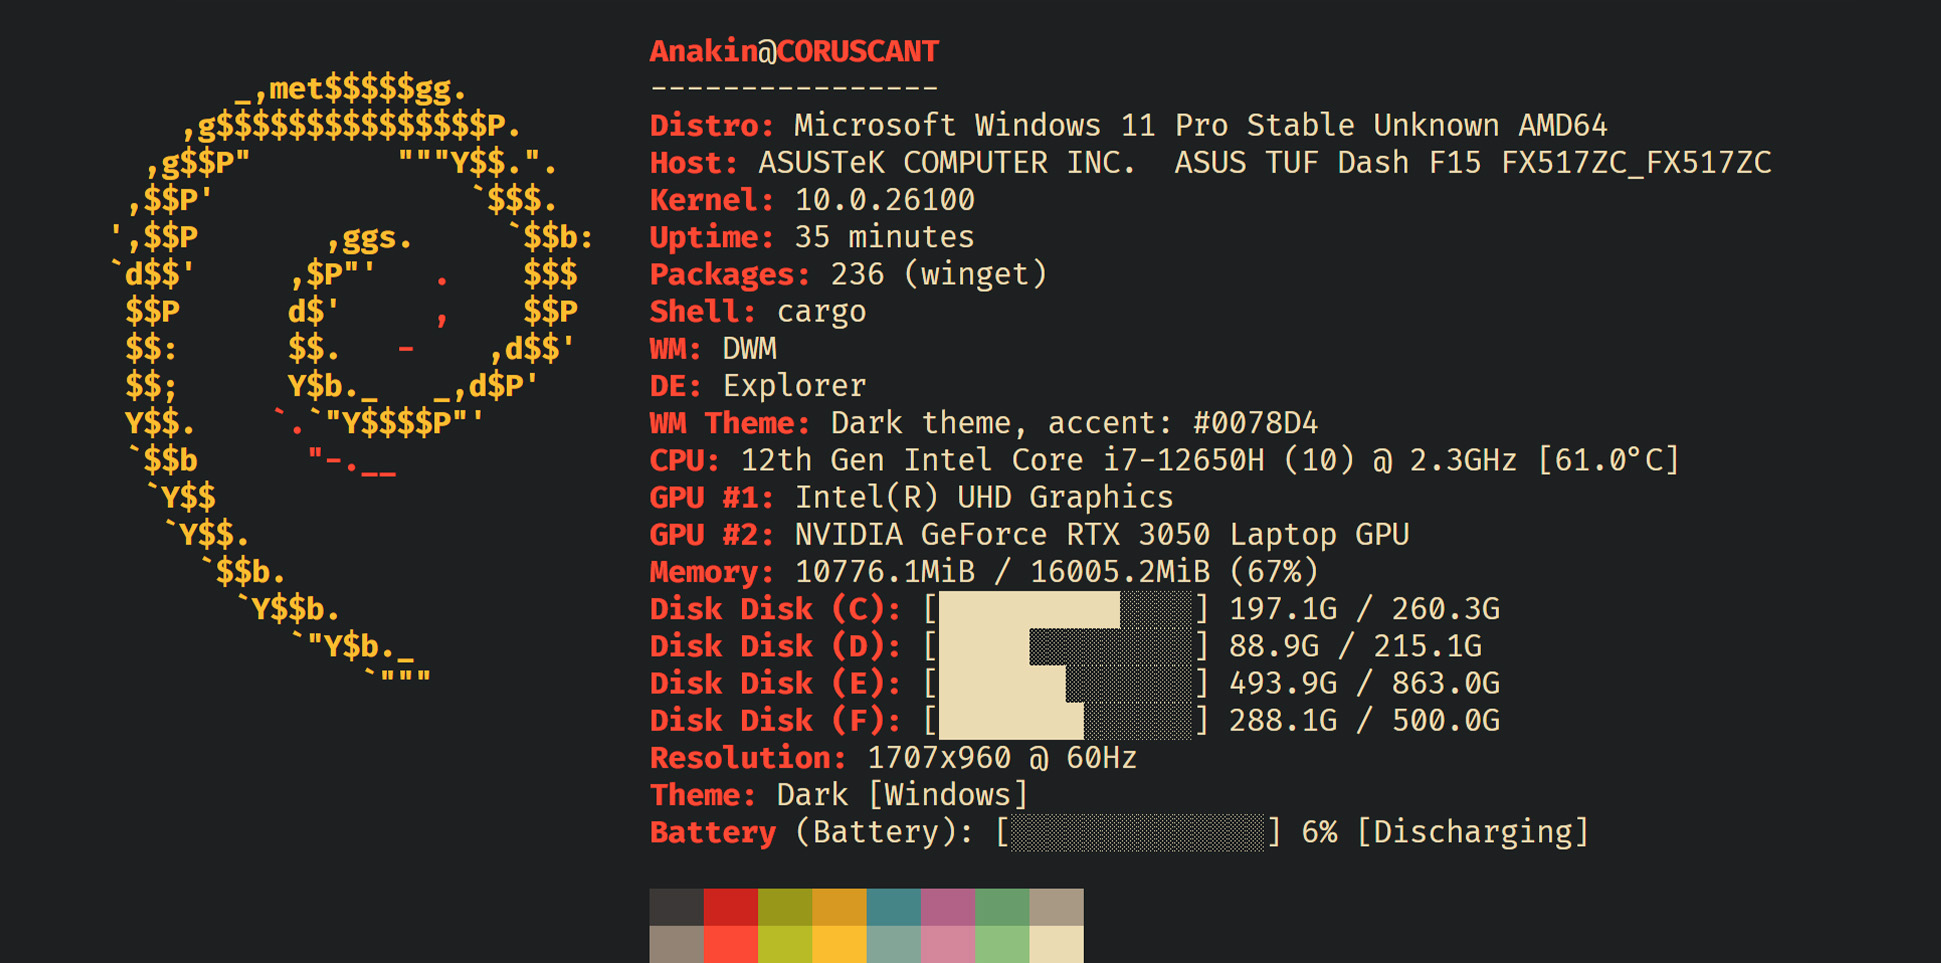 Anakin@CORUSCANT
----------------
Distro: Microsoft Windows 11 Pro Stable Unknown AMD64
Host: ASUSTeK COMPUTER INC.  ASUS TUF Dash F15 FX517ZC_FX517ZC
Kernel: 10.0.26100
Uptime: 35 minutes
Packages: 236 (winget)
Shell: cargo
WM: DWM
DE: Explorer
WM Theme: Dark theme, accent: #0078D4
CPU: 12th Gen Intel Core i7-12650H (10) @ 2.3GHz [61.0°C]
GPU #1: Intel(R) UHD Graphics
GPU #2: NVIDIA GeForce RTX 3050 Laptop GPU
Memory: 10776.1MiB / 16005.2MiB (67%)
Disk Disk (C): [██████████░░░░] 197.1G / 260.3G
Disk Disk (D): [█████░░░░░░░░░] 88.9G / 215.1G
Disk Disk (E): [███████░░░░░░░] 493.9G / 863.0G
Disk Disk (F): [████████░░░░░░] 288.1G / 500.0G
Resolution: 1707x960 @ 60Hz
Theme: Dark [Windows]
Battery (Battery): [░░░░░░░░░░░░░░] 6% [Discharging]
       _,met$$$$$gg.
    ,g$$$$$$$$$$$$$$$P.
  ,g$$P"        """Y$$.".
 ,$$P'              `$$$.
',$$P       ,ggs.     `$$b:
`d$$'     ,$P"'   .    $$$
 $$P      d$'     ,    $$P
 $$:      $$.   -    ,d$$'
 $$;      Y$b._   _,d$P'
 Y$$.    `.`"Y$$$$P"'
 `$$b      "-.__
  `Y$$
   `Y$$.
     `$$b.
       `Y$$b.
          `"Y$b._
              `"""